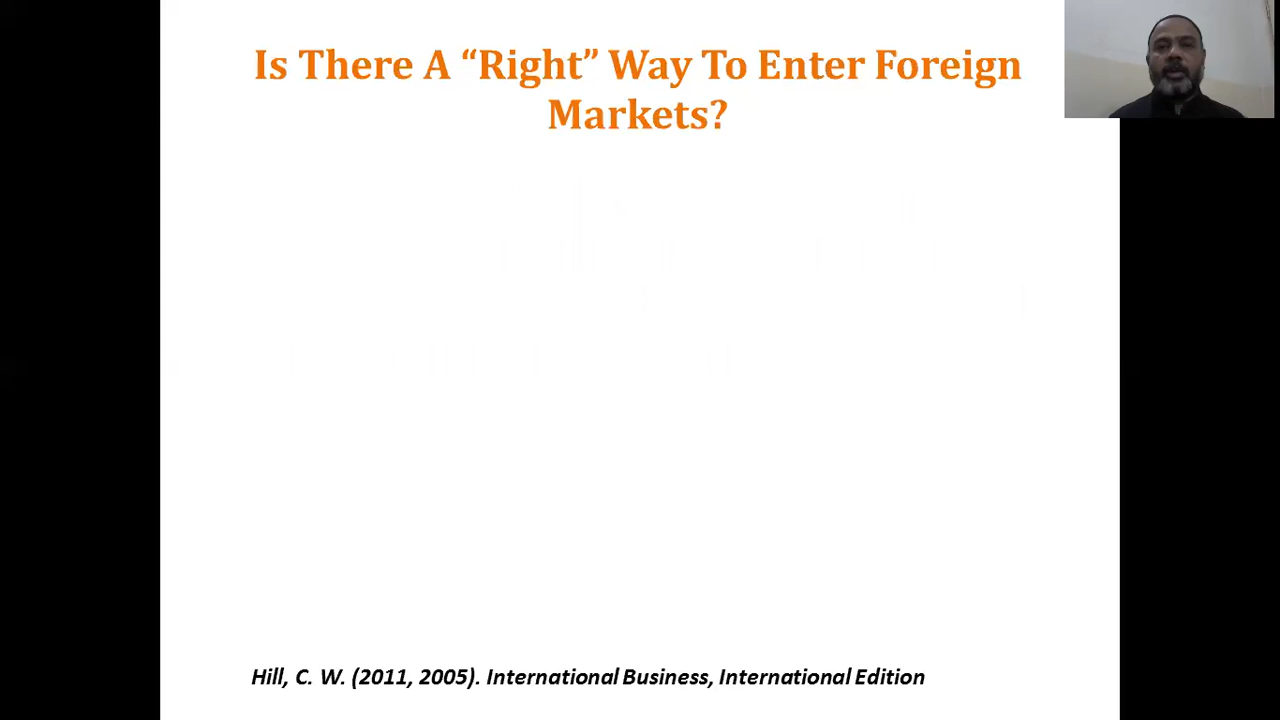 Is There A “Right” Way To Enter Foreign
Markets?
Hill, C. W. (2011, 2005). International Business, International Edition